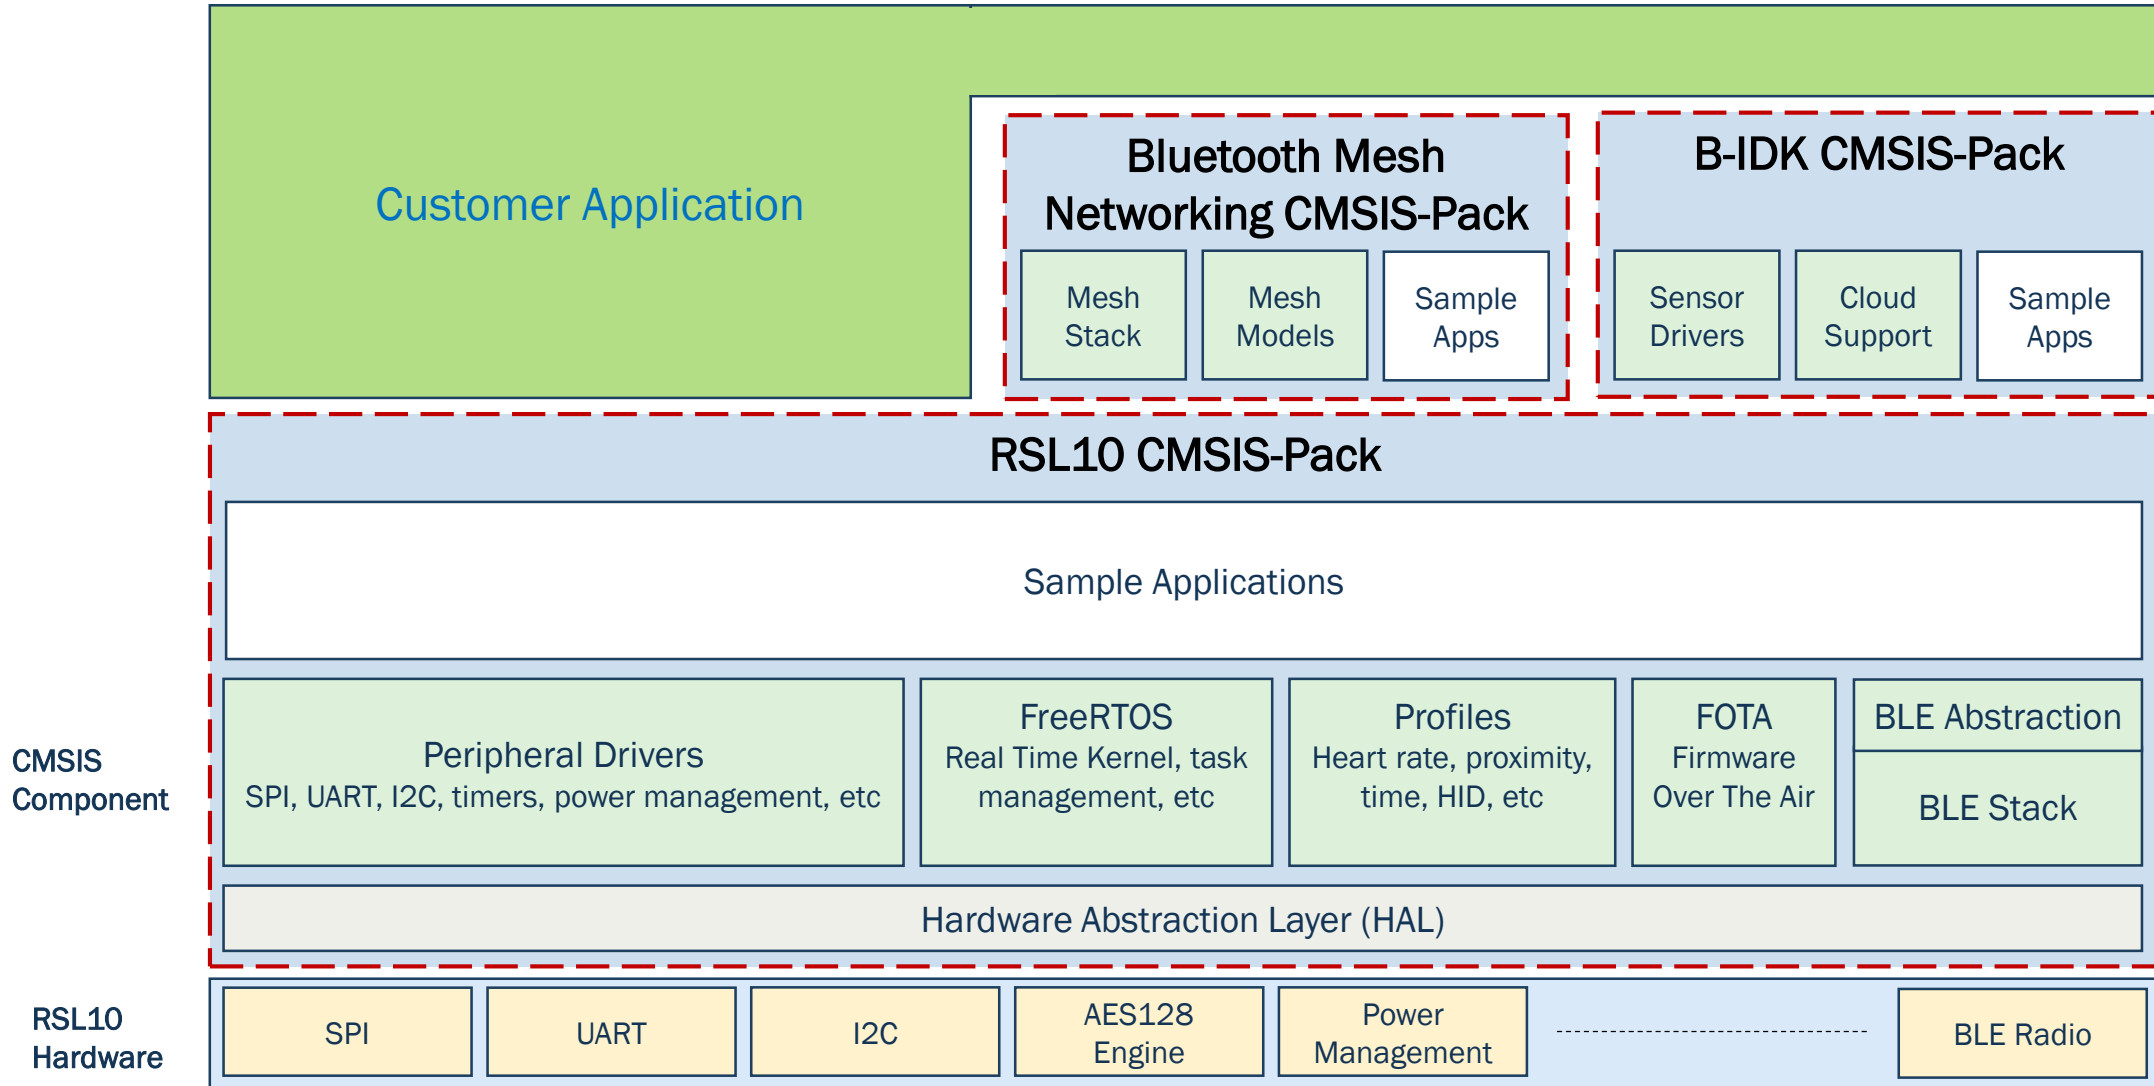 Customer Application
Bluetooth Mesh
Networking CMSIS-Pack
Mesh
Stack
Mesh
Models
Sample
Apps
B-IDK CMSIS-Pack
Sensor
Drivers
Cloud
Support
Sample
Apps
RSL10 CMSIS-Pack
Sample Applications
CMSIS
Component
Peripheral Drivers
SPI, UART, I2C, timers, power management, etc
FreeRTOS
Real Time Kernel, task
management, etc
Profiles
Heart rate, proximity,
time, HID, etc
FOTA
Firmware
Over The Air
BLE Abstraction
BLE Stack
Hardware Abstraction Layer (HAL)
RSL10
Hardware
SPI
UART
I2C
AES128
Engine
Power
Management
BLE Radio